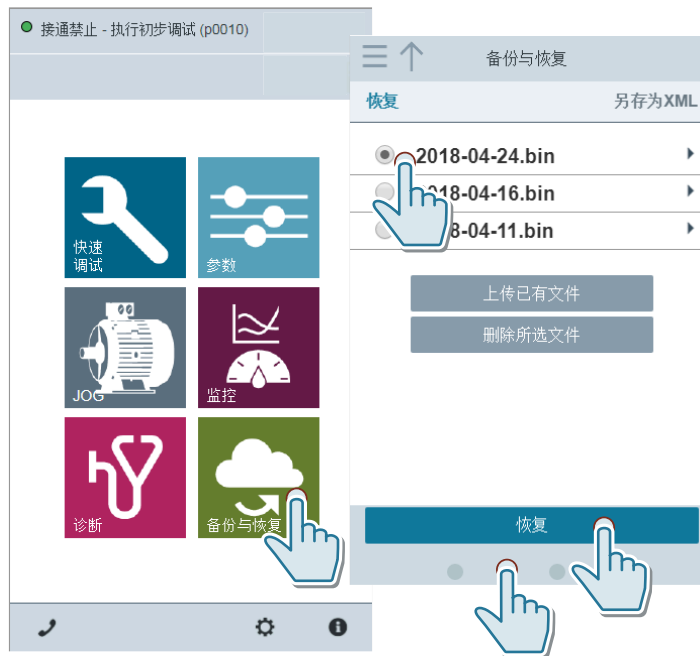 接通禁止 - 执行初步调试 (p0010)
快速
调试
参数
JOG
监控
诊断
备份与恢复
备份与恢复
恢复
另存为XML
2018-04-24.bin
18-04-16.bin
8-04-11.bin
上传已有文件
删除所选文件
恢复